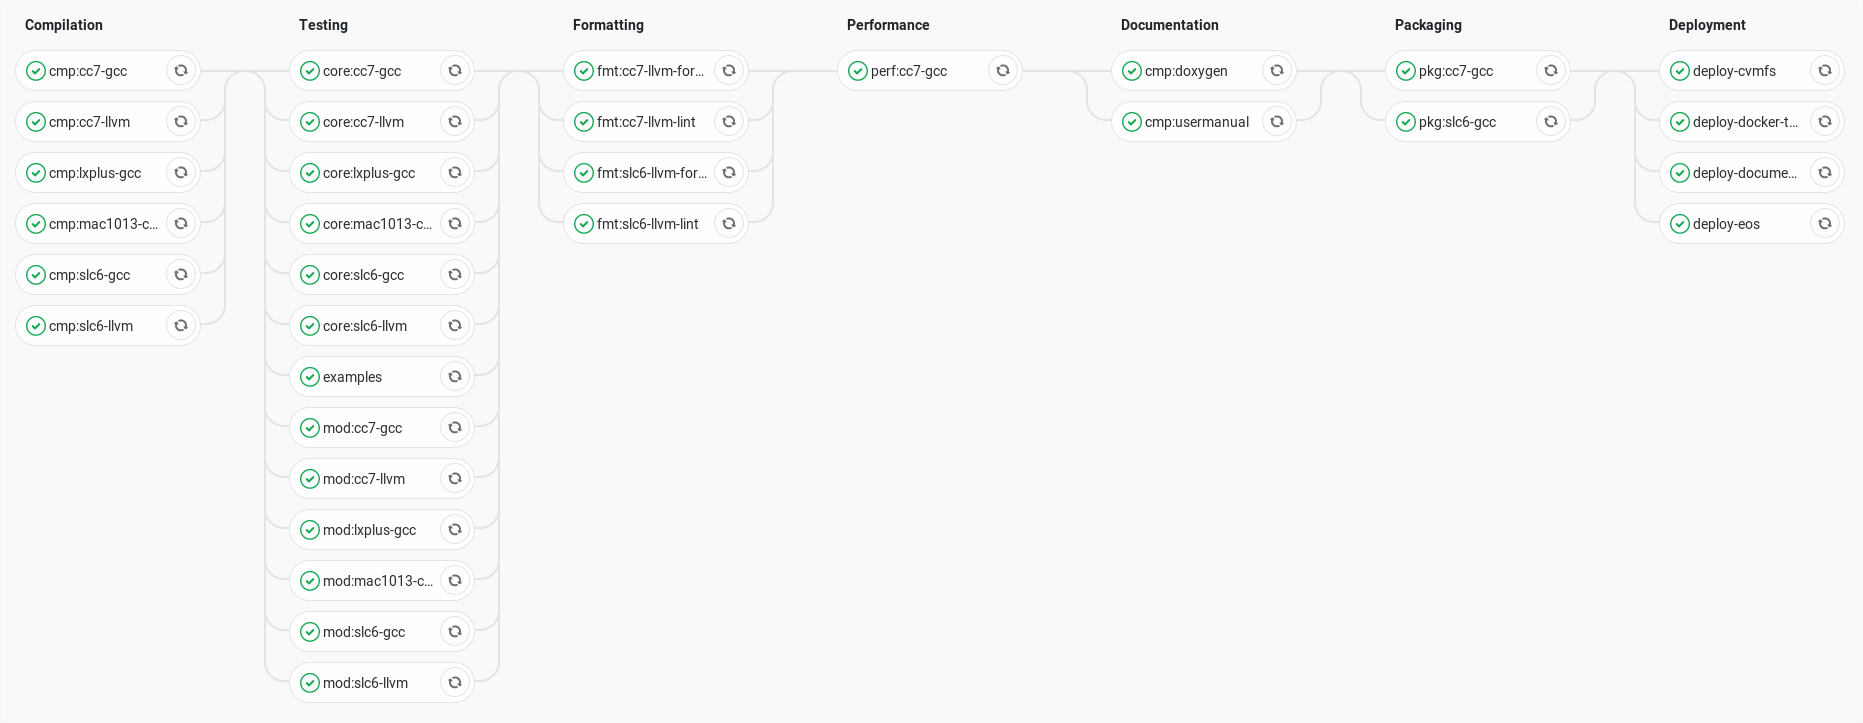 Compilation
cmp:cc7-gcc
cmp:cc7-llvm
cmp:lxplus-gcc
cmp:mac1013-c...
cmp:slc6-gcc
cmp:slc6-llvm
Testing
core:cc7-gcc
core:cc7-llvm
core:lxplus-gcc
core:mac1013-c...
core:slc6-gcc
core:slc6-llvm
examples
mod:cc7-gcc
mod:cc7-llvm
mod:lxplus-gcc
mod:mac1013-c...
mod:slc6-gcc
mod:slc6-llvm
Formatting
fmt:cc7-llvm-for...
fmt:cc7-llvm-lint
fmt:slc6-llvm-for...
fmt:slc6-llvm-lint
Performance
perf:cc7-gcc
Documentation
cmp:doxygen
cmp:usermanual
Packaging
pkg:cc7-gcc
pkg:slc6-gcc
Deployment
deploy-cvmfs
deploy-docker-t...
deploy-docume...
deploy-eos